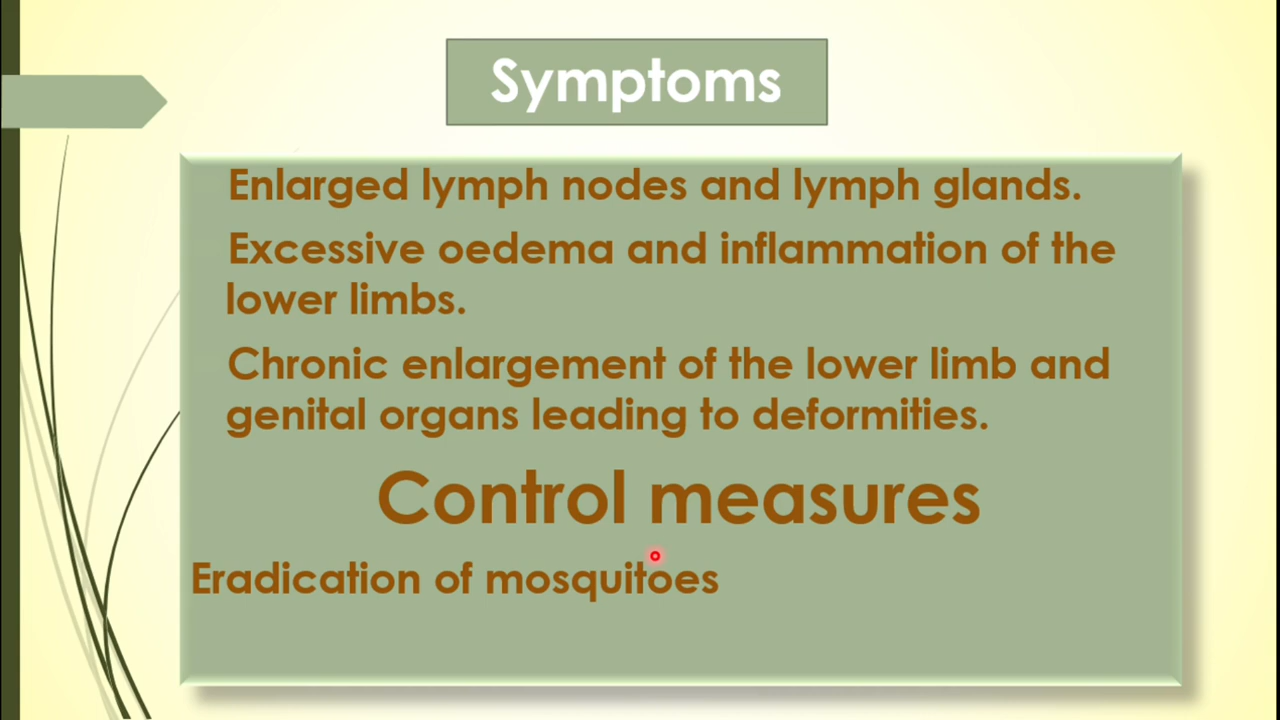 Symptoms
Enlarged lymph nodes and lymph glands.
Excessive oedema and inflammation of the
lower limbs.
Chronic enlargement of the lower limb and
genital organs leading to deformities.
Control measures
Eradication of mosquitoes